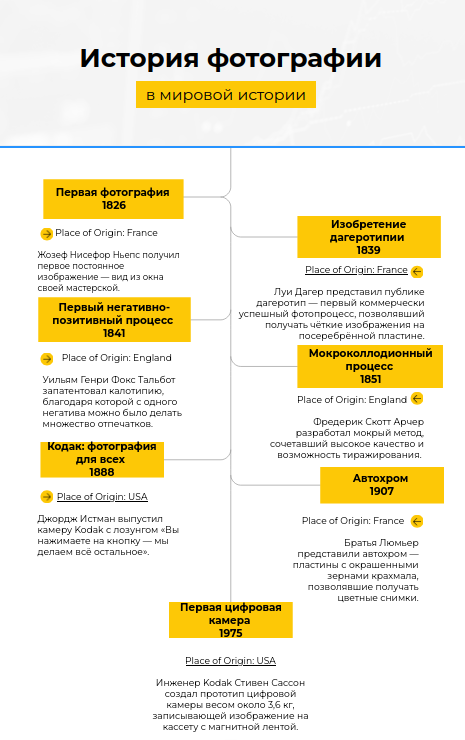 История фотографии
в мировой истории
Первая фотография
1826
Place of Origin: France
Жозеф Нисефор Ньепс получил
первое постоянное
изображение — вид из окна
своей мастерской.
Изобретение
дагеротипии
1839
Place of Origin: France
Луи Дагер представил публике
дагеротип — первый коммерчески
успешный фотопроцесс, позволявший
получать чёткие изображения на
посеребрённой пластине.
Первый негативно-
позитивный процесс
1841
Place of Origin: England
Уильям Генри Фокс Тальбот
запатентовал калотипию,
благодаря которой с одного
негатива можно было делать
множество отпечатков.
Мокроколлодионный
процесс
1851
Place of Origin: England
Фредерик Скотт Арчер
разработал мокрый метод,
сочетавший высокое качество и
возможность тиражирования.
Кодак: фотография
для всех
1888
Place of Origin: USA
Джордж Истман выпустил
камеру Kodak с лозунгом «Вы
нажимаете на кнопку — мы
делаем всё остальное».
Автохром
1907
Place of Origin: France
Братья Люмьер
представили автохром —
пластины с окрашенными
зернами крахмала,
позволявшие получать
цветные снимки.
Первая цифровая
камера
1975
Place of Origin: USA
Инженер Kodak Стивен Сассон
создал прототип цифровой
камеры весом около 3,6 кг,
записывающей изображение на
кассету с магнитной лентой.